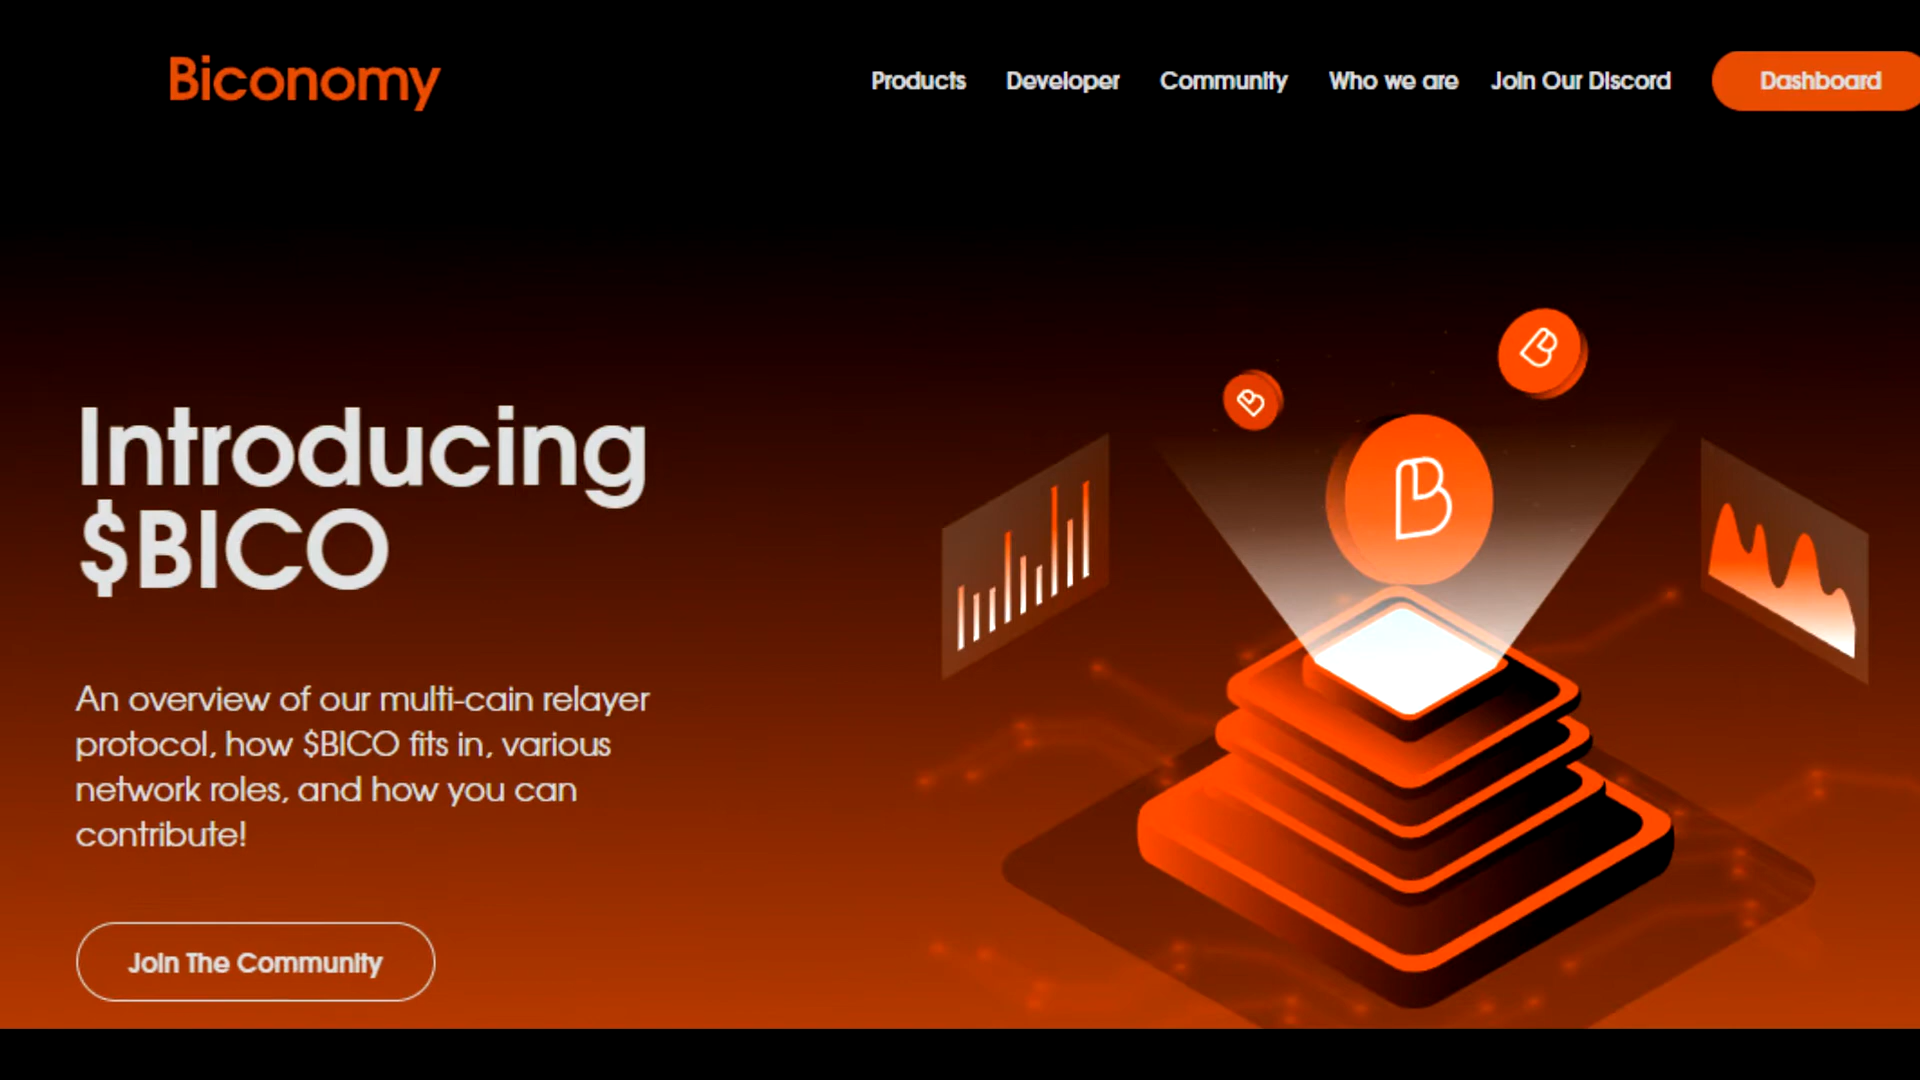 Biconomy
Products Developer Community Who we are Join Our Discord Dashboard
Introducing
$BICO
An overview of our multi-cain relayer
protocol, how $BICO fits in, various
network roles, and how you can
contribute!
Join The Community